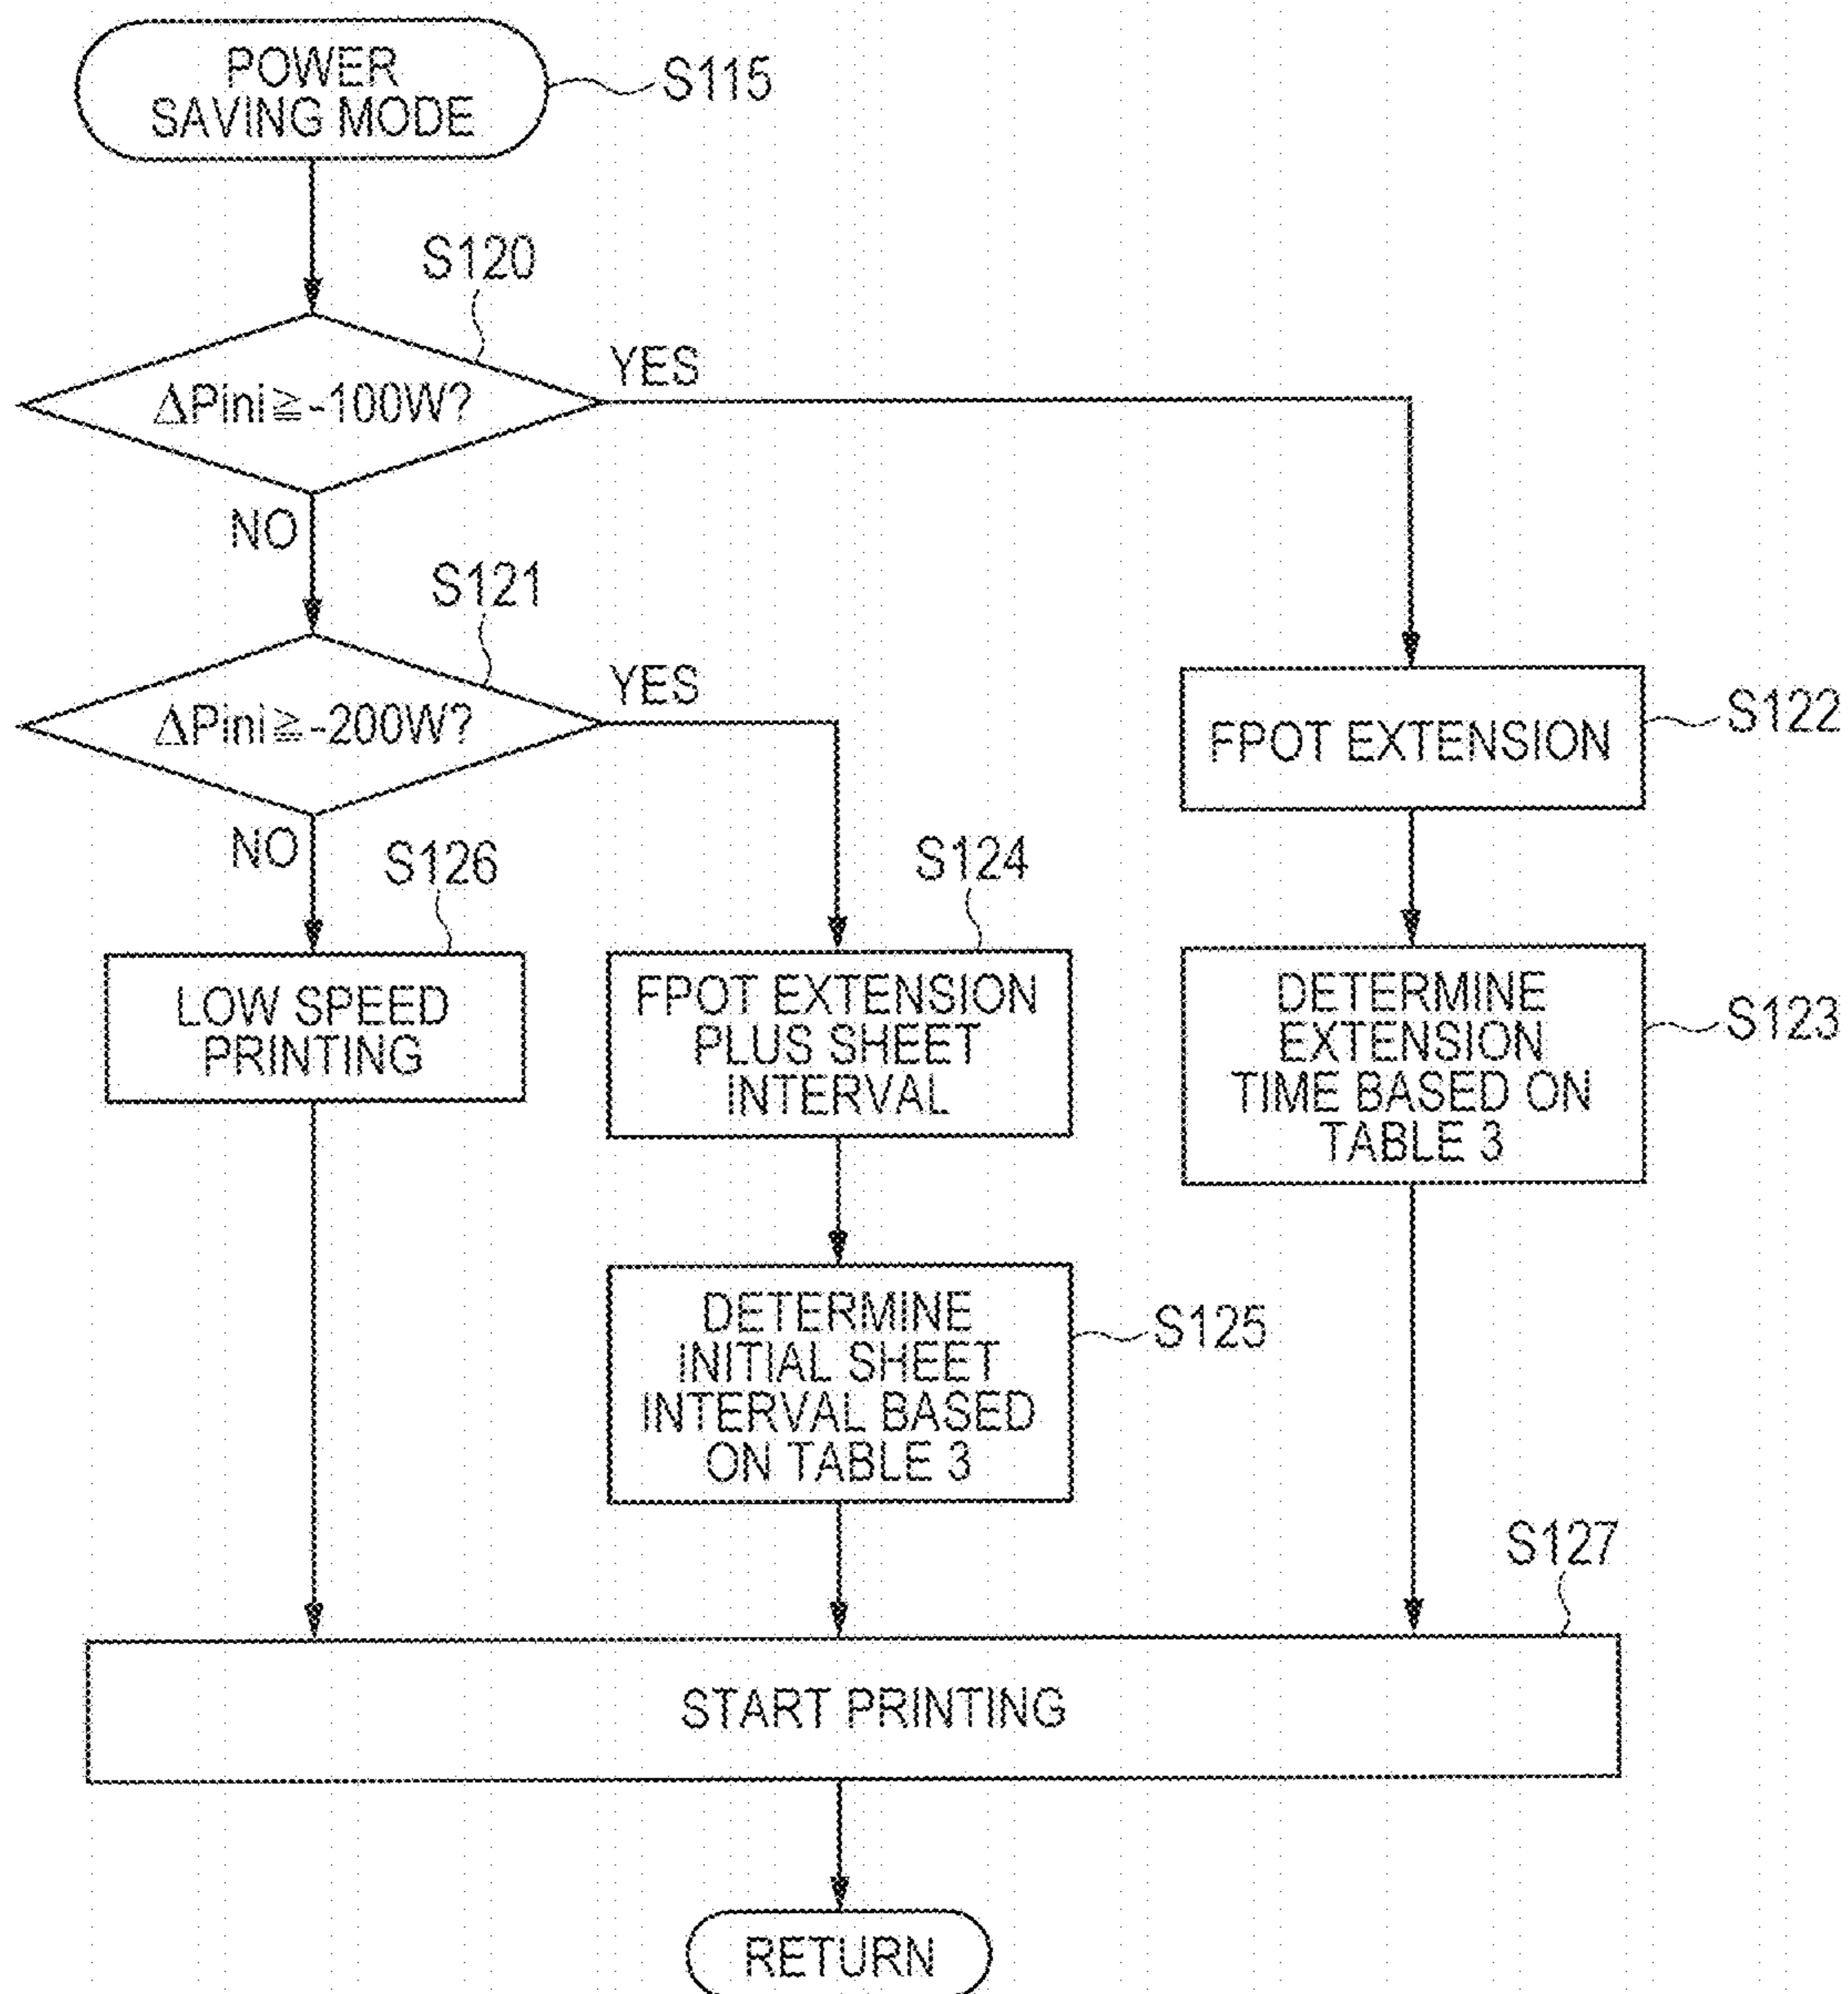 POWER
SAVING MODE
S115
S120
ΔPini≧-100W?
YES
NO
S121
ΔPini≧-200W?
YES
NO
S122
FPOT EXTENSION
S126
LOW SPEED
PRINTING
S124
FPOT EXTENSION
PLUS SHEET
INTERVAL
S123
DETERMINE
EXTENSION
TIME BASED ON
TABLE 3
S125
DETERMINE
INITIAL SHEET
INTERVAL BASED
ON TABLE 3
S127
START PRINTING
RETURN